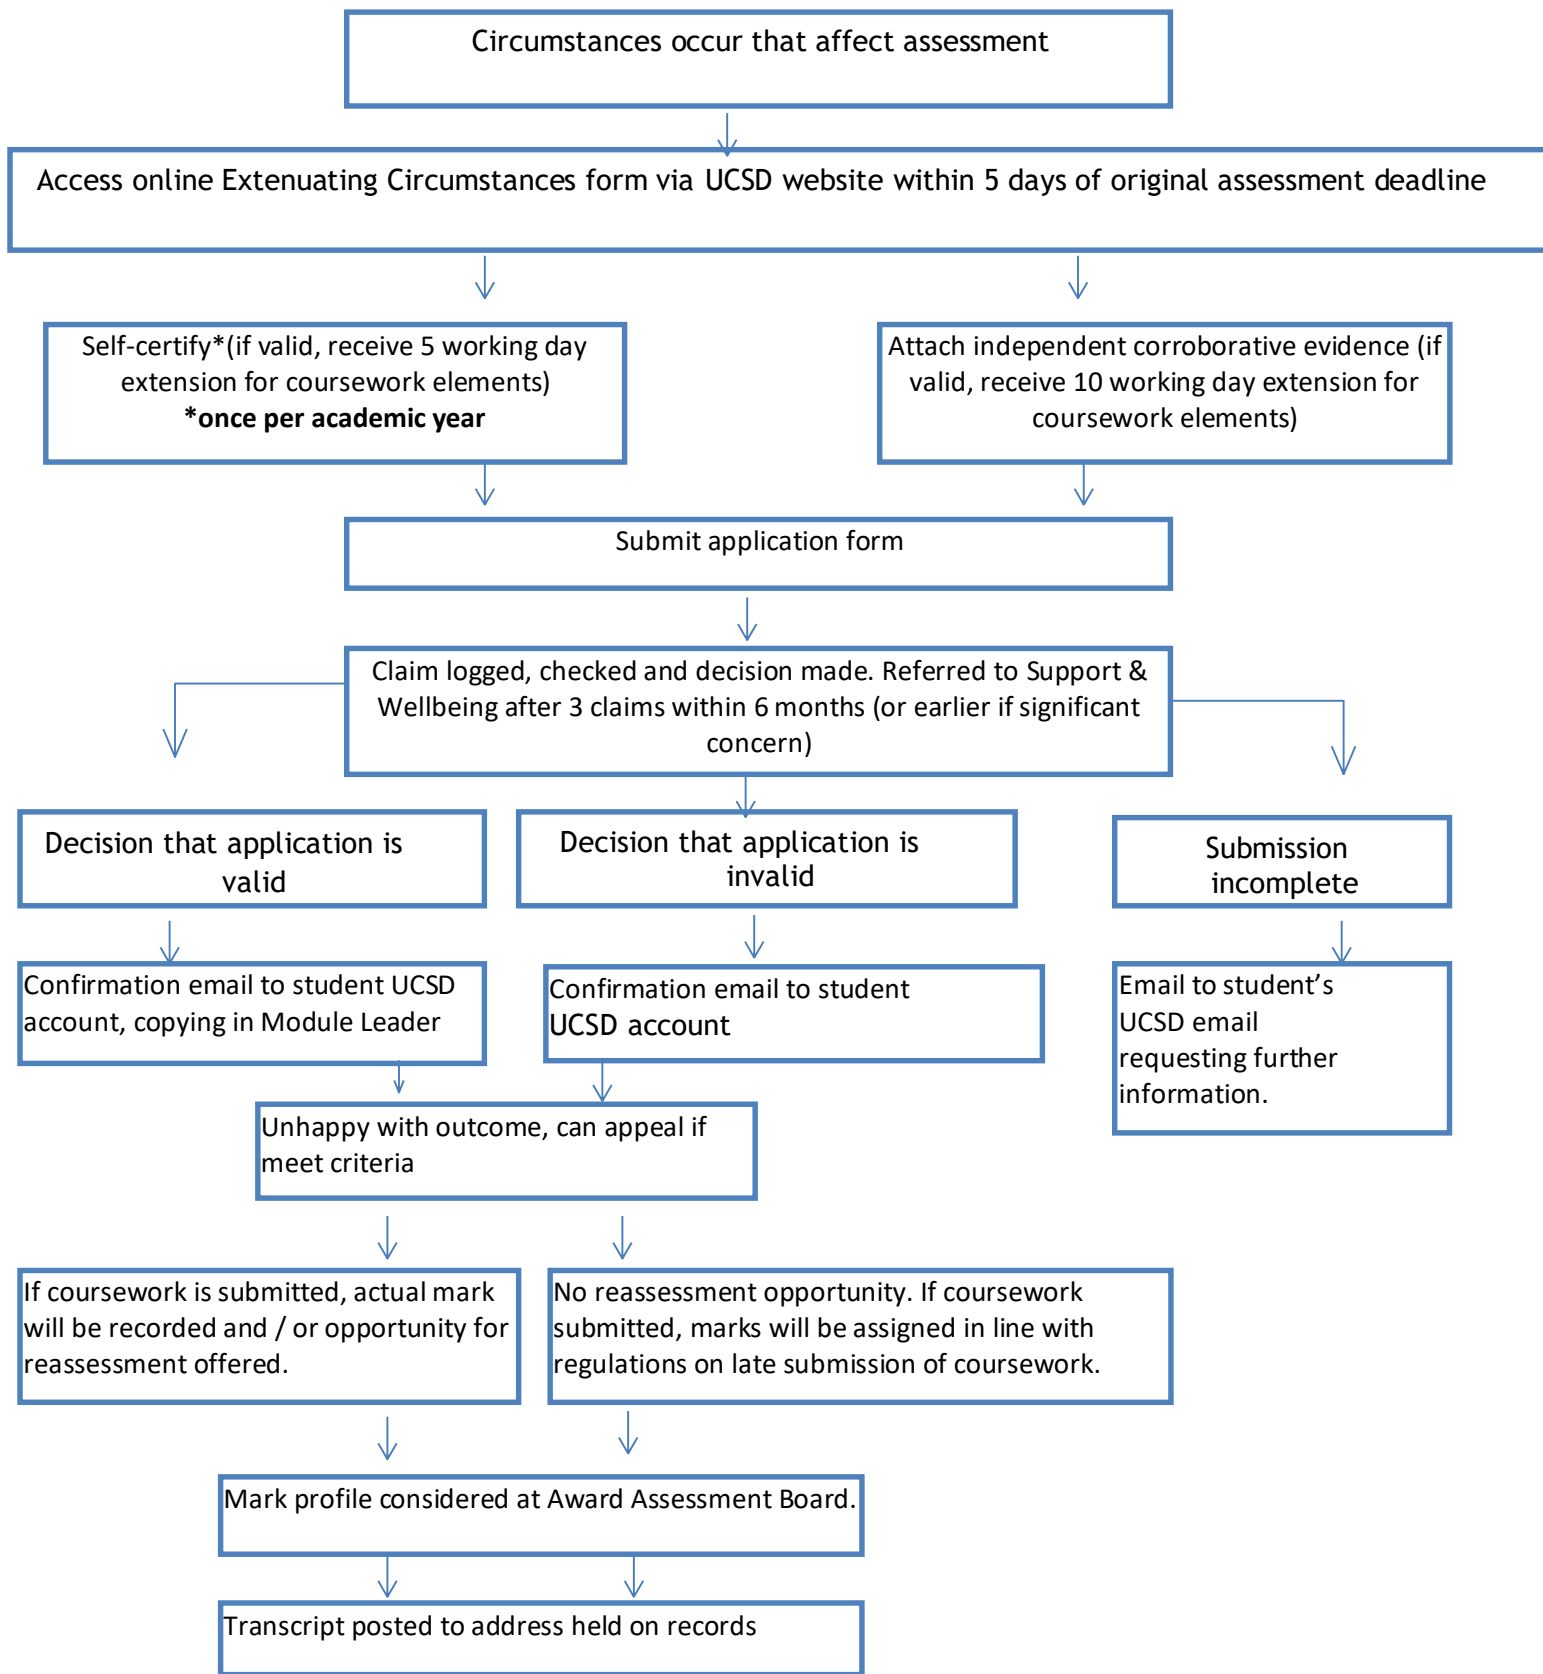 Circumstances occur that affect assessment
Access online Extenuating Circumstances form via UCSD website within 5 days of original assessment deadline
Self-certify*(if valid, receive 5 working day
extension for coursework elements)
*once per academic year
Attach independent corroborative evidence (if
valid, receive 10 working day extension for
coursework elements)
Submit application form
Claim logged, checked and decision made. Referred to Support &
Wellbeing after 3 claims within 6 months (or earlier if significant
concern)
Decision that application is
valid
Decision that application is
invalid
Submission
incomplete
Confirmation email to student UCSD
account, copying in Module Leader
Confirmation email to student
UCSD account
Email to student’s
UCSD email
requesting further
information.
Unhappy with outcome, can appeal if
meet criteria
If coursework is submitted, actual mark
will be recorded and / or opportunity for
reassessment offered.
No reassessment opportunity. If coursework
submitted, marks will be assigned in line with
regulations on late submission of coursework.
Mark profile considered at Award Assessment Board.
Transcript posted to address held on records